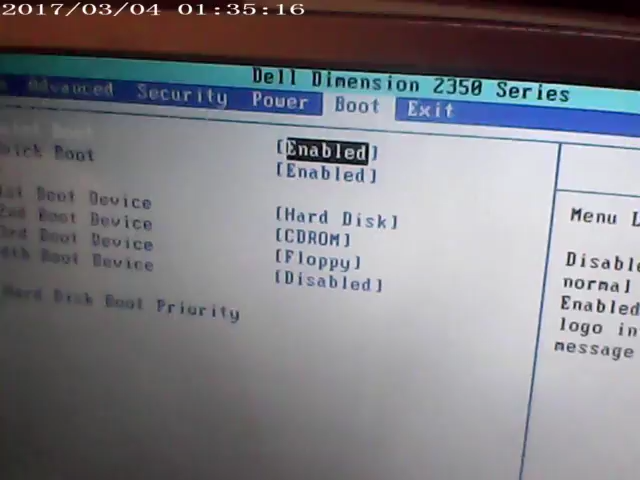 2017/03/04 01:35:16
Dell Dimension 2350 Series
Advanced Security Power Boot Exit
[Enabled]
Quick Boot [Enabled]
1st Boot Device [Hard Disk]
2nd Boot Device [CDROM]
3rd Boot Device [Floppy]
4th Boot Device [Disabled]
Hard Disk Boot Priority
Menu L
Disable
normal
Enabled
logo in
message